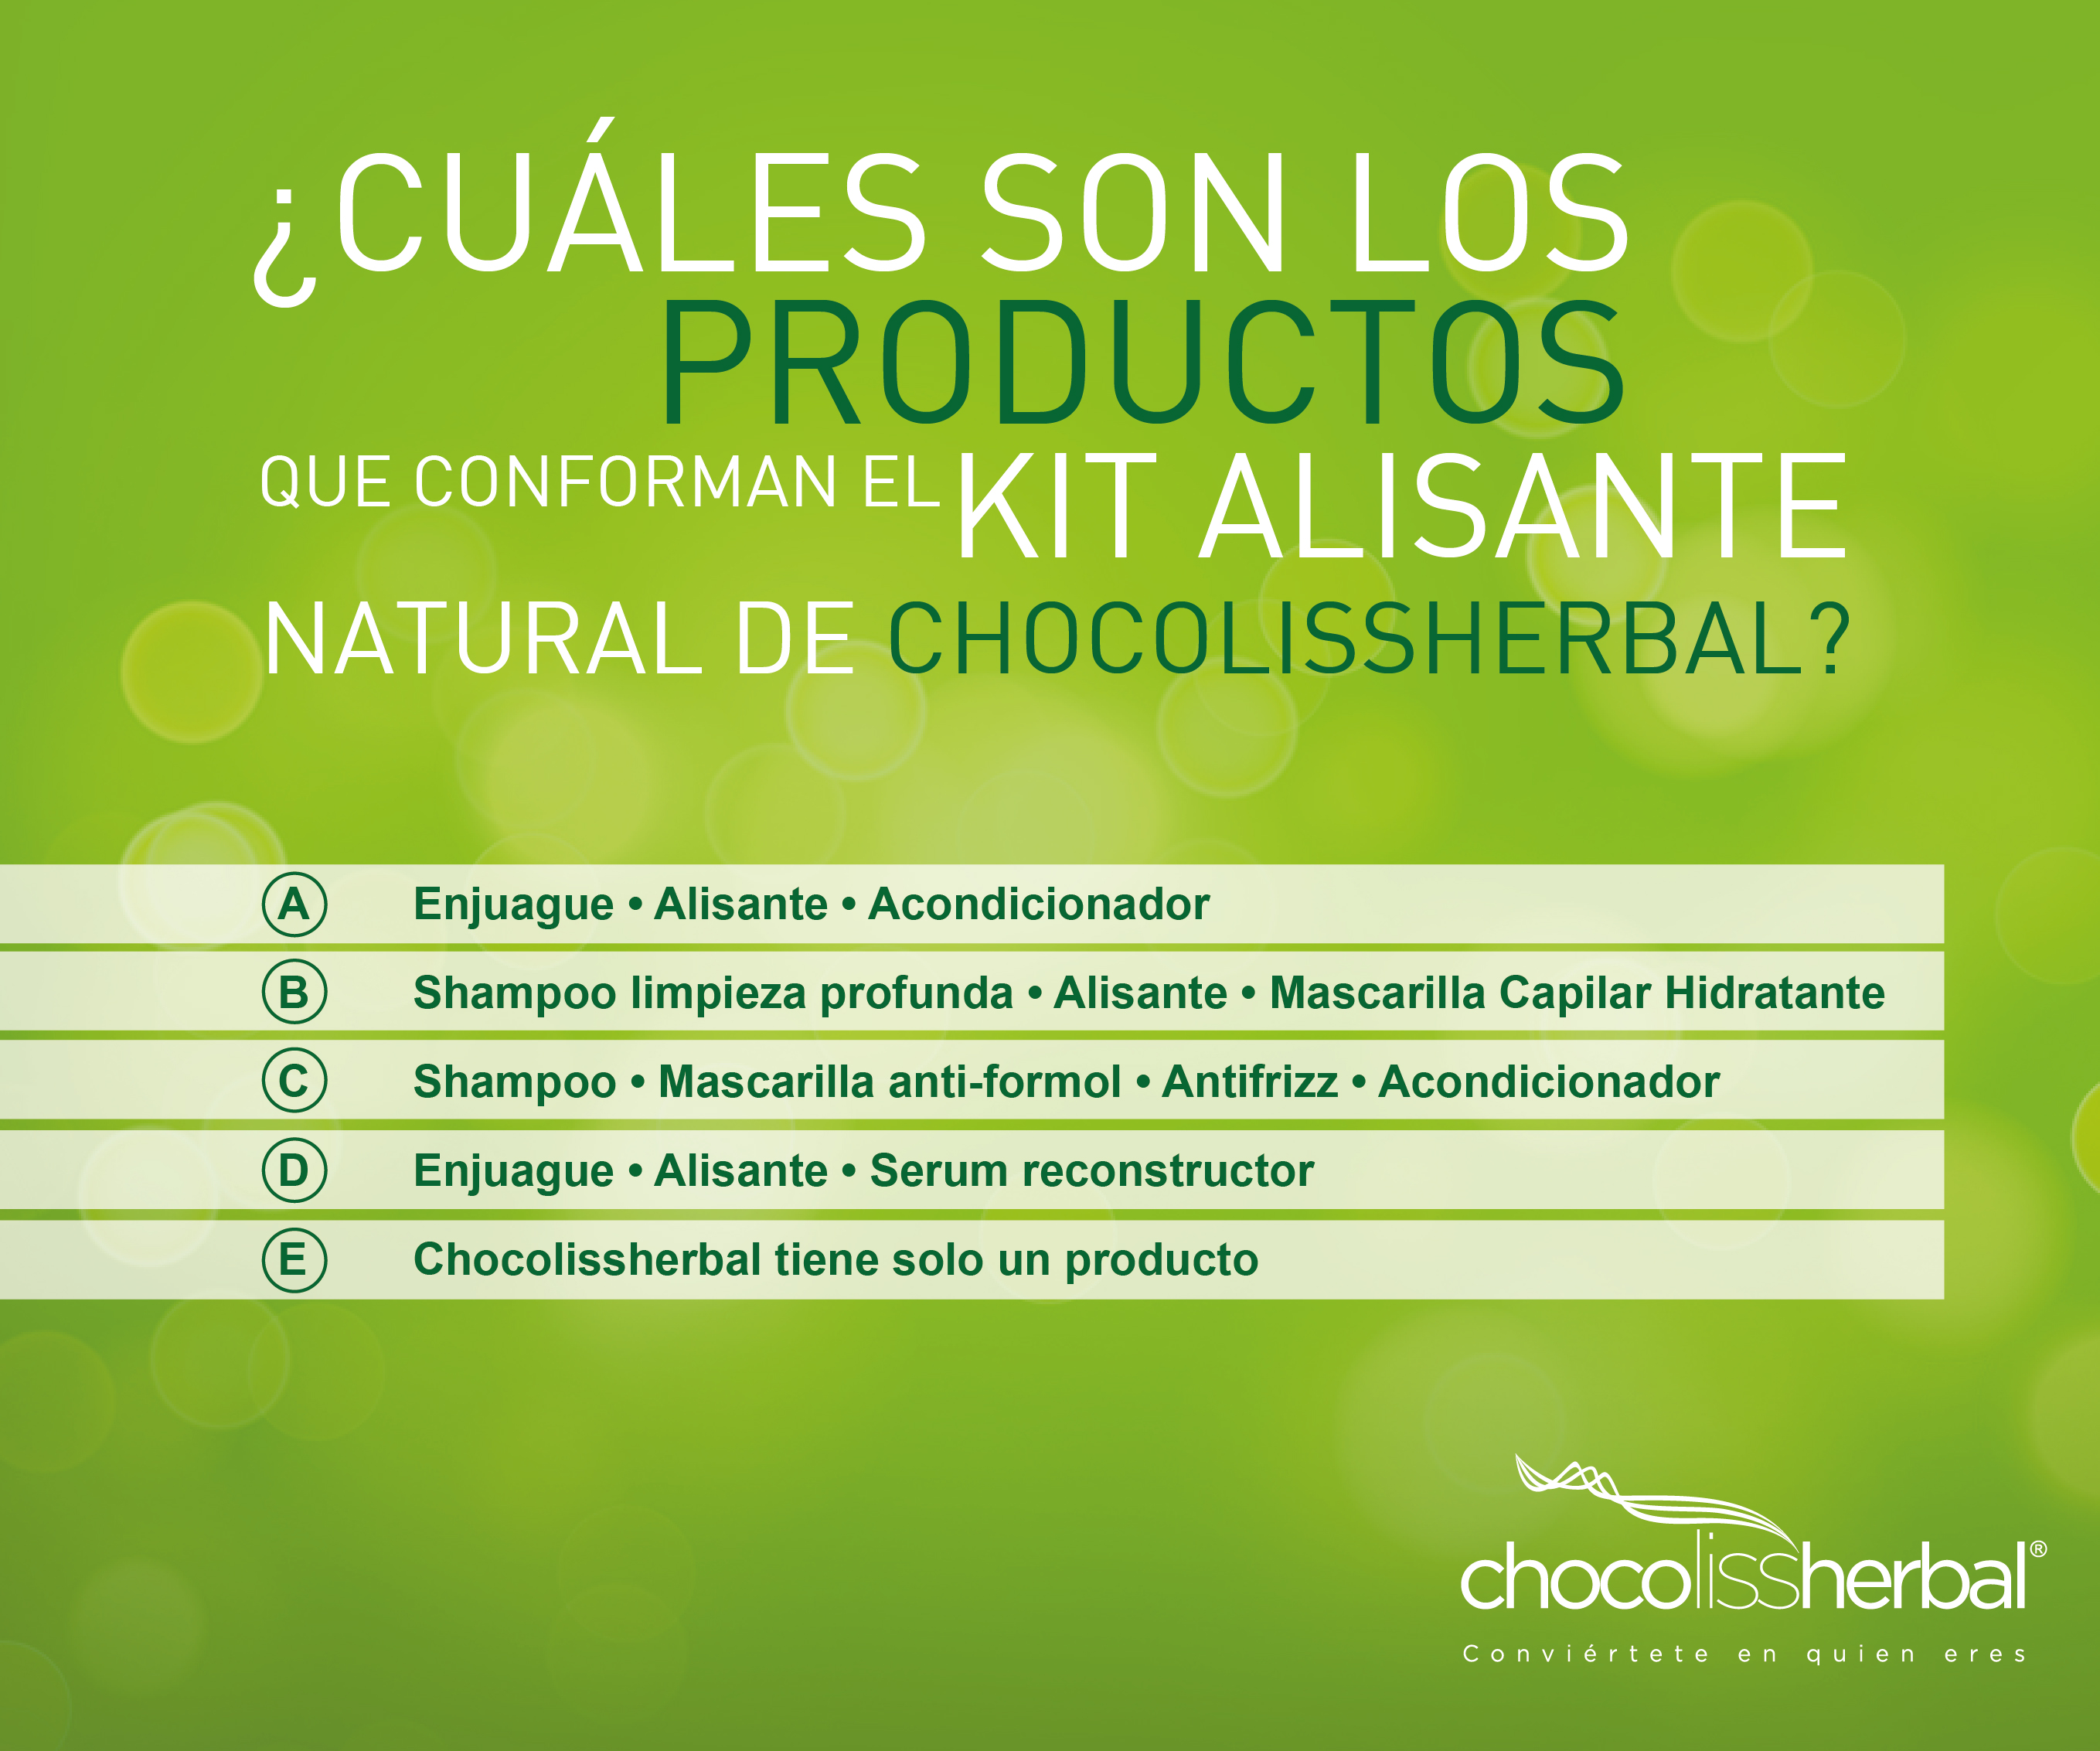 ¿CUÁLES SON LOS
PRODUCTOS
QUE CONFORMAN EL KIT ALISANTE
NATURAL DE CHOCOLISSHERBAL?
A Enjuague • Alisante • Acondicionador
B Shampoo limpieza profunda • Alisante • Mascarilla Capilar Hidratante
C Shampoo • Mascarilla anti-formol • Antifrizz • Acondicionador
D Enjuague • Alisante • Serum reconstructor
E Chocolissherbal tiene solo un producto
chocolissherbal®
Conviértete en quien eres